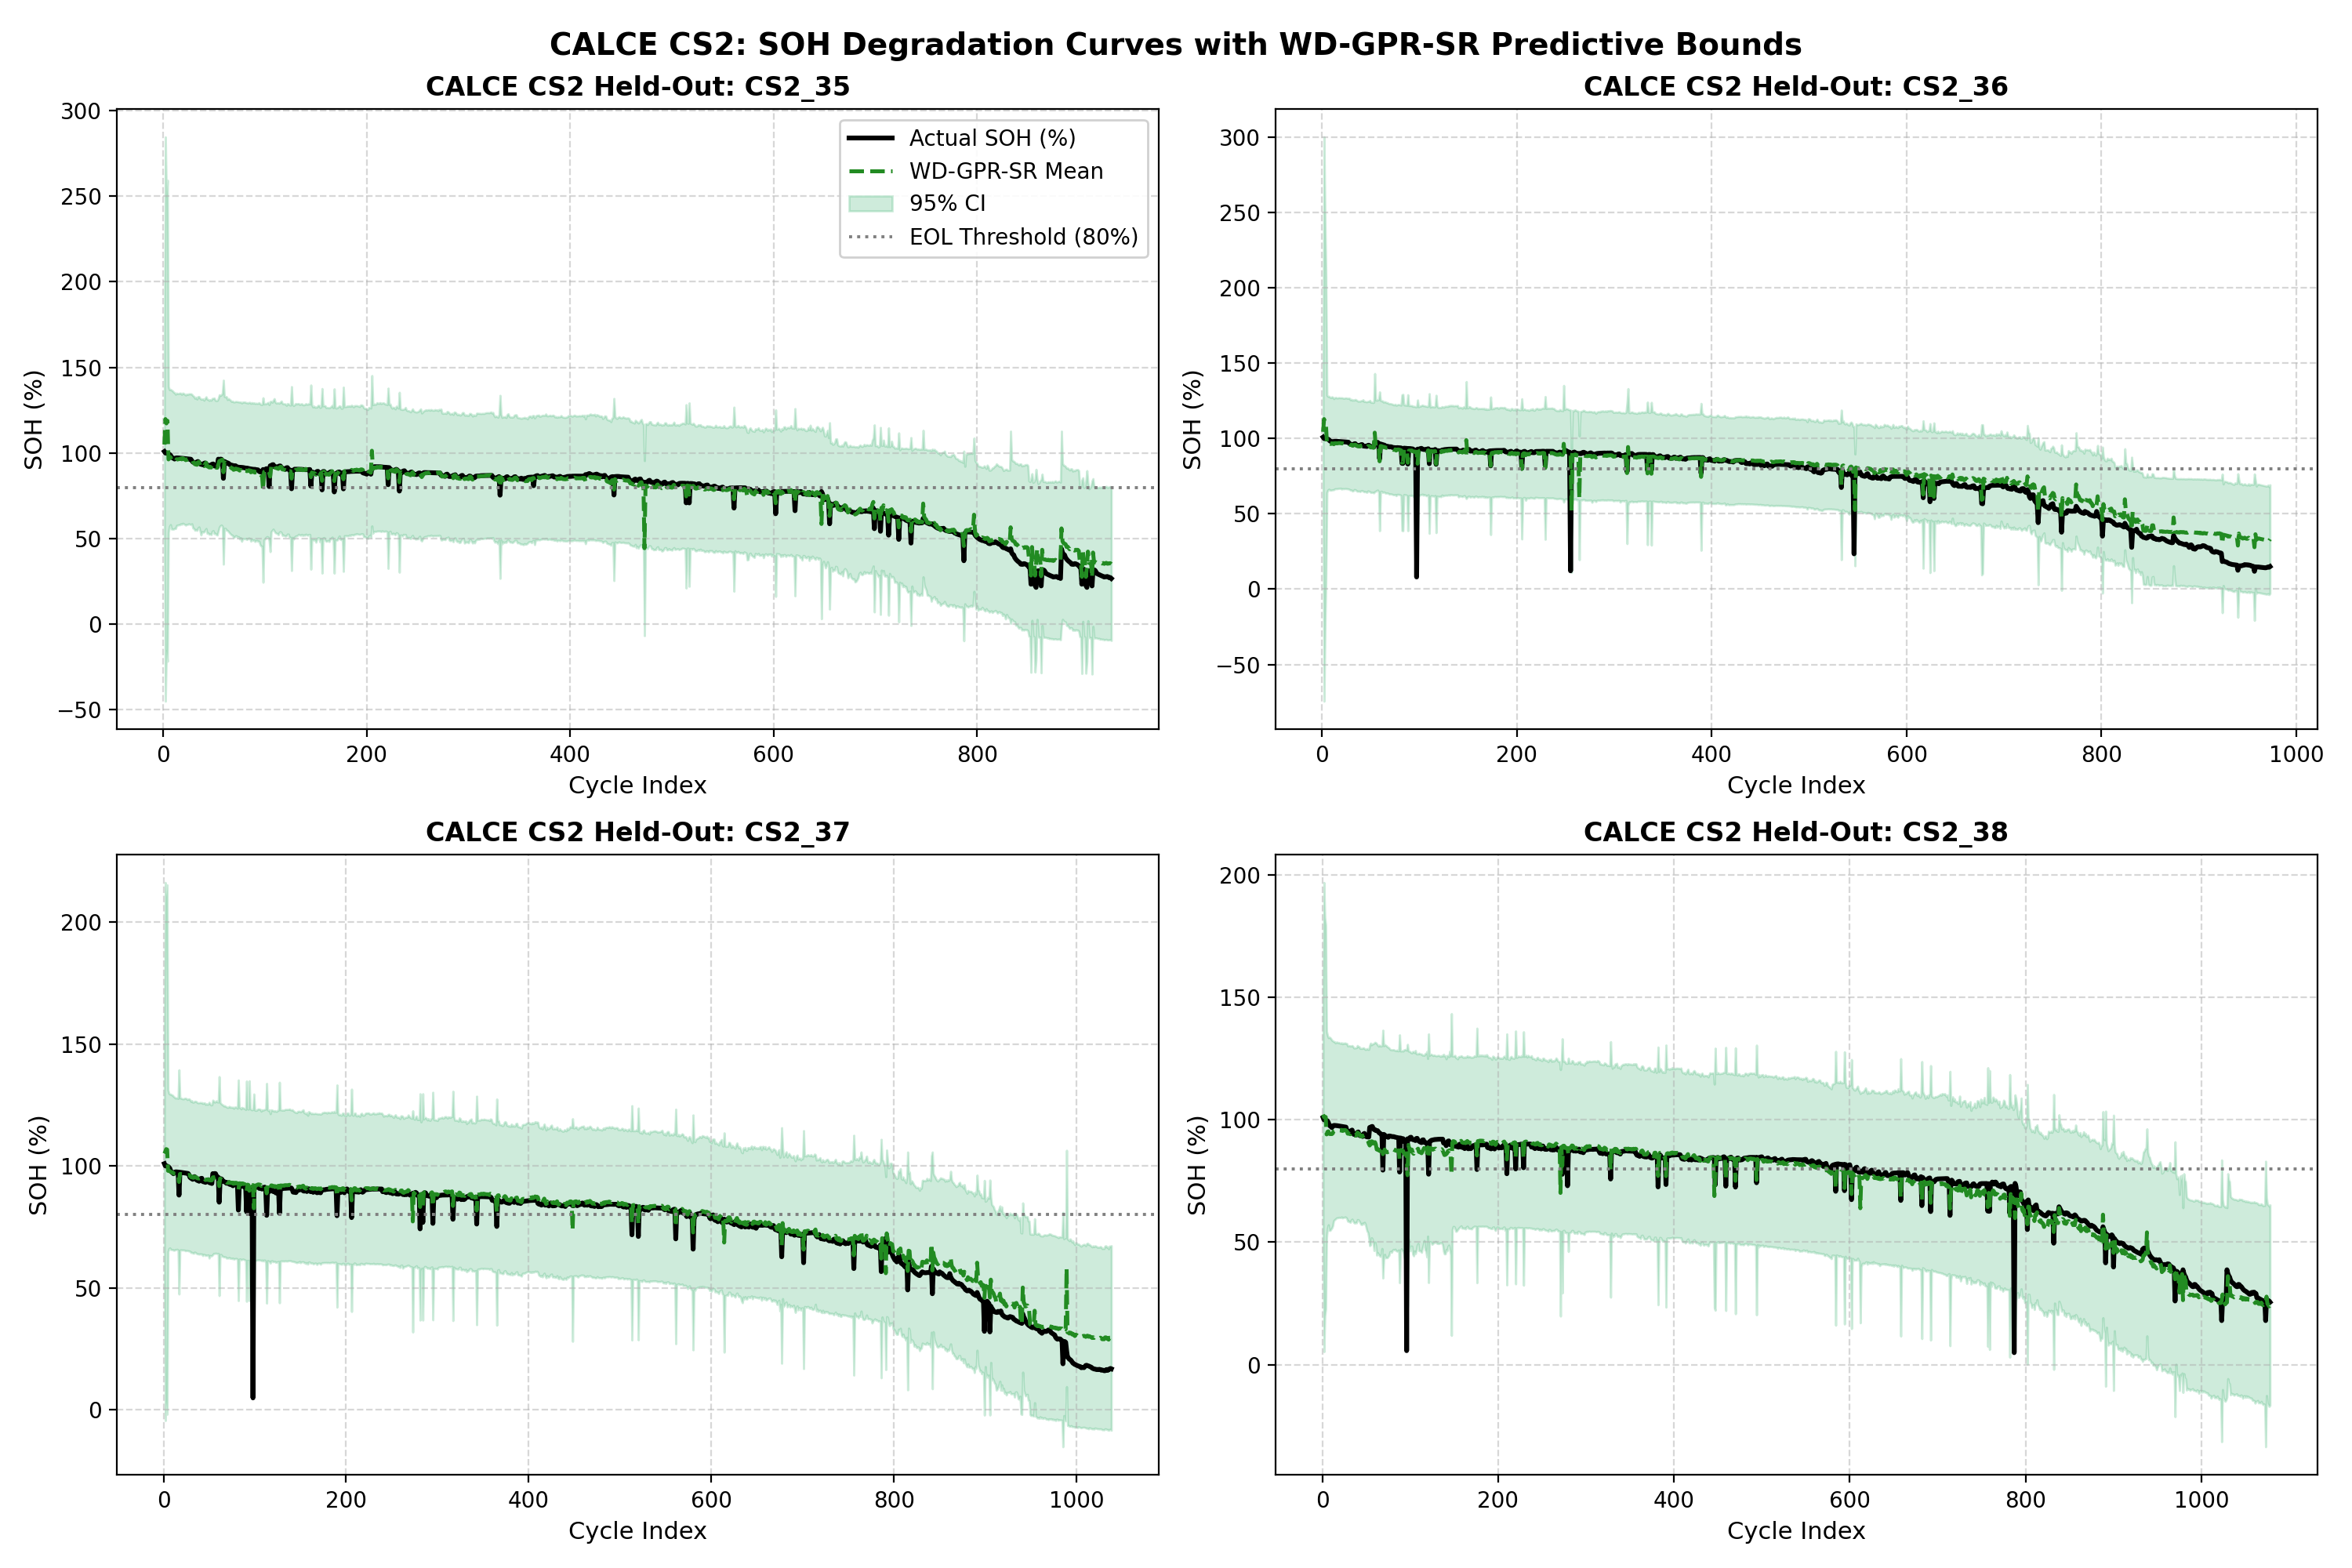 CALCE CS2: SOH Degradation Curves with WD-GPR-SR Predictive Bounds
CALCE CS2 Held-Out: CS2_35
SOH (%)
300
250
200
150
100
50
0
−50
0 200 400 600 800
Cycle Index
Actual SOH (%)
WD-GPR-SR Mean
95% CI
EOL Threshold (80%)
CALCE CS2 Held-Out: CS2_36
SOH (%)
300
250
200
150
100
50
0
−50
0 200 400 600 800 1000
Cycle Index
CALCE CS2 Held-Out: CS2_37
SOH (%)
200
150
100
50
0
0 200 400 600 800 1000
Cycle Index
CALCE CS2 Held-Out: CS2_38
SOH (%)
200
150
100
50
0
0 200 400 600 800 1000
Cycle Index